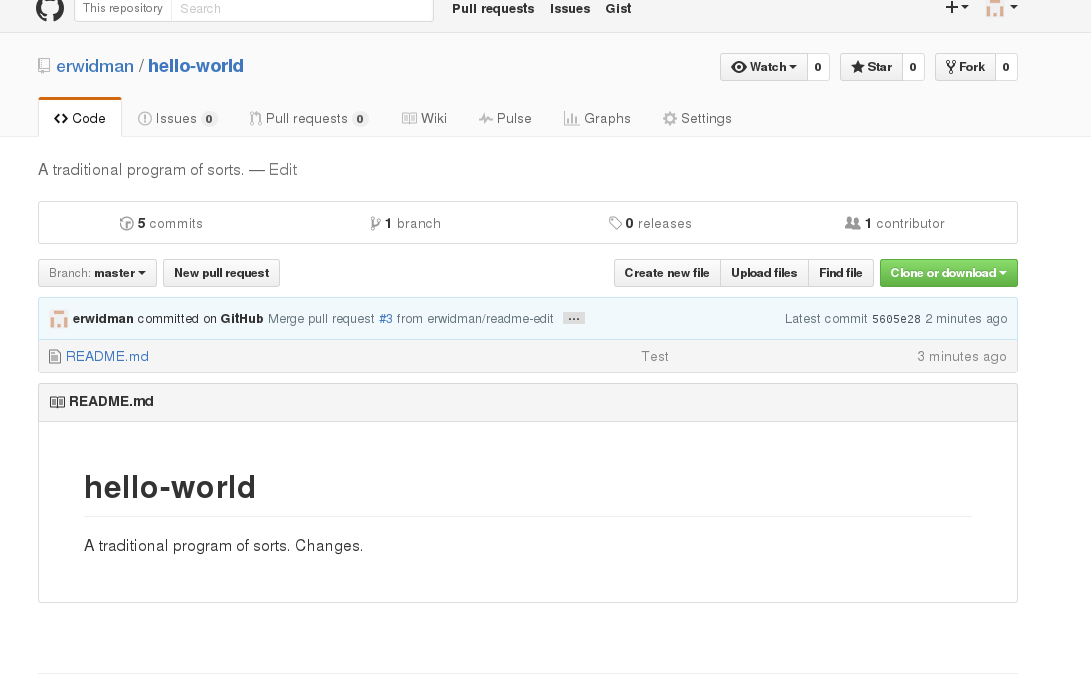 This repository Search Pull requests Issues Gist
erwidman / hello-world Watch 0 Star 0 Fork 0
Code Issues 0 Pull requests 0 Wiki Pulse Graphs Settings
A traditional program of sorts. — Edit
5 commits 1 branch 0 releases 1 contributor
Branch: master New pull request Create new file Upload files Find file Clone or download
erwidman committed on GitHub Merge pull request #3 from erwidman/readme-edit ... Latest commit 5605e28 2 minutes ago
README.md Test 3 minutes ago
README.md
hello-world
A traditional program of sorts. Changes.